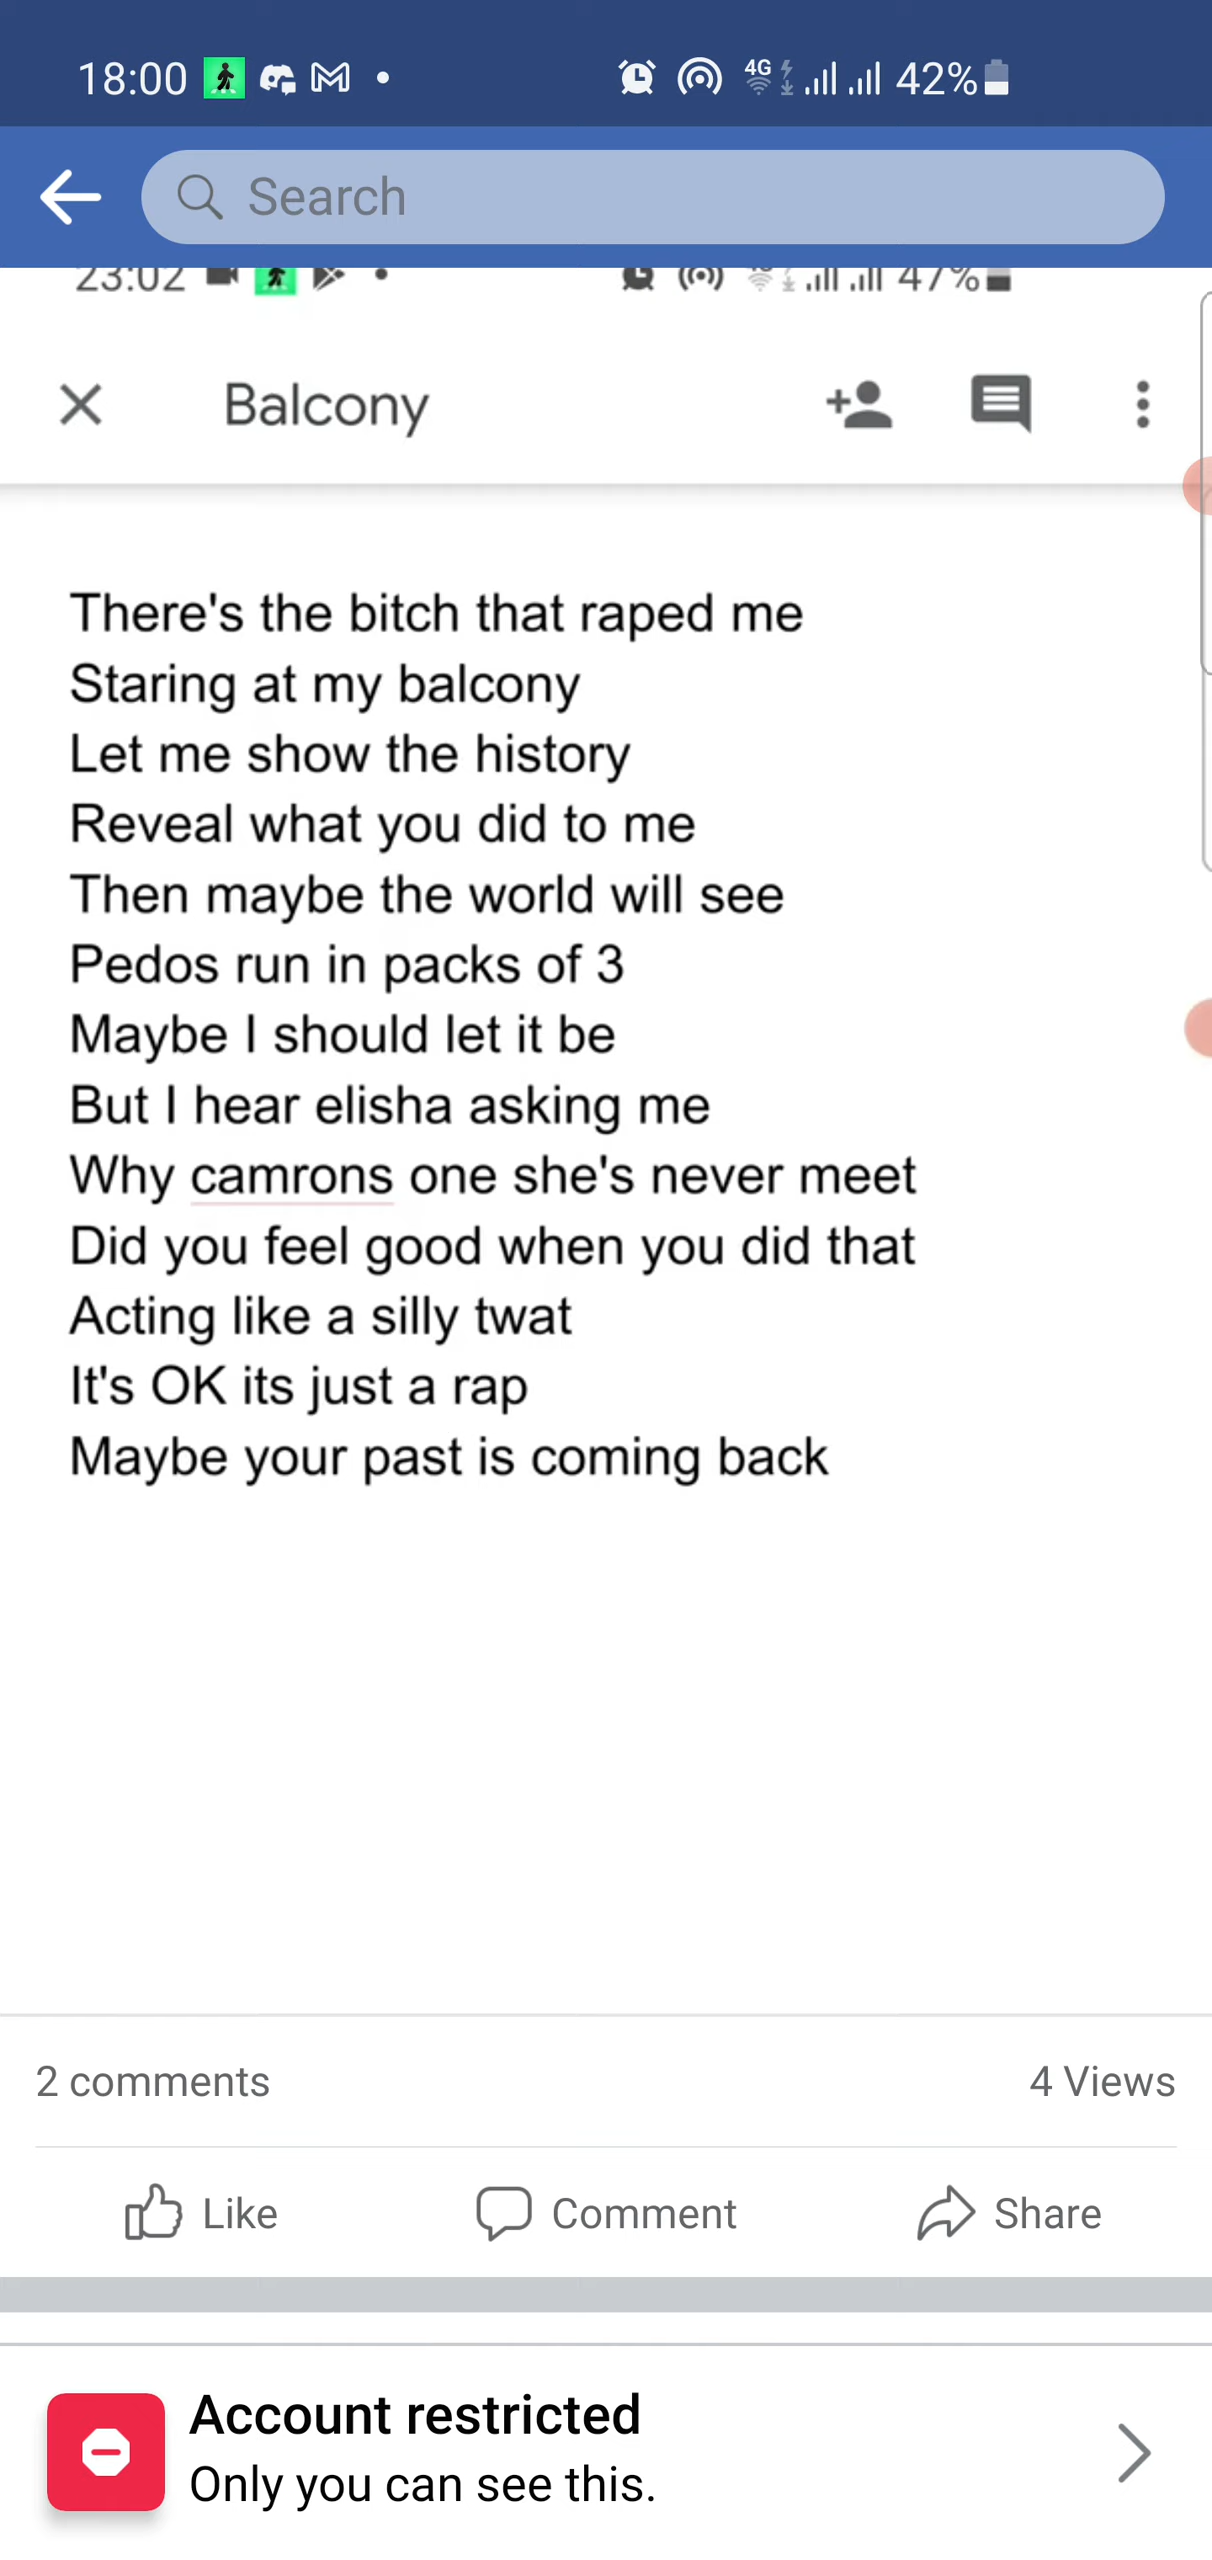 18:00 4G 42%
Search
23:02 47%
Balcony
There's the bitch that raped me
Staring at my balcony
Let me show the history
Reveal what you did to me
Then maybe the world will see
Pedos run in packs of 3
Maybe I should let it be
But I hear elisha asking me
Why camrons one she's never meet
Did you feel good when you did that
Acting like a silly twat
It's OK its just a rap
Maybe your past is coming back
2 comments 4 Views
Like Comment Share
Account restricted
Only you can see this.